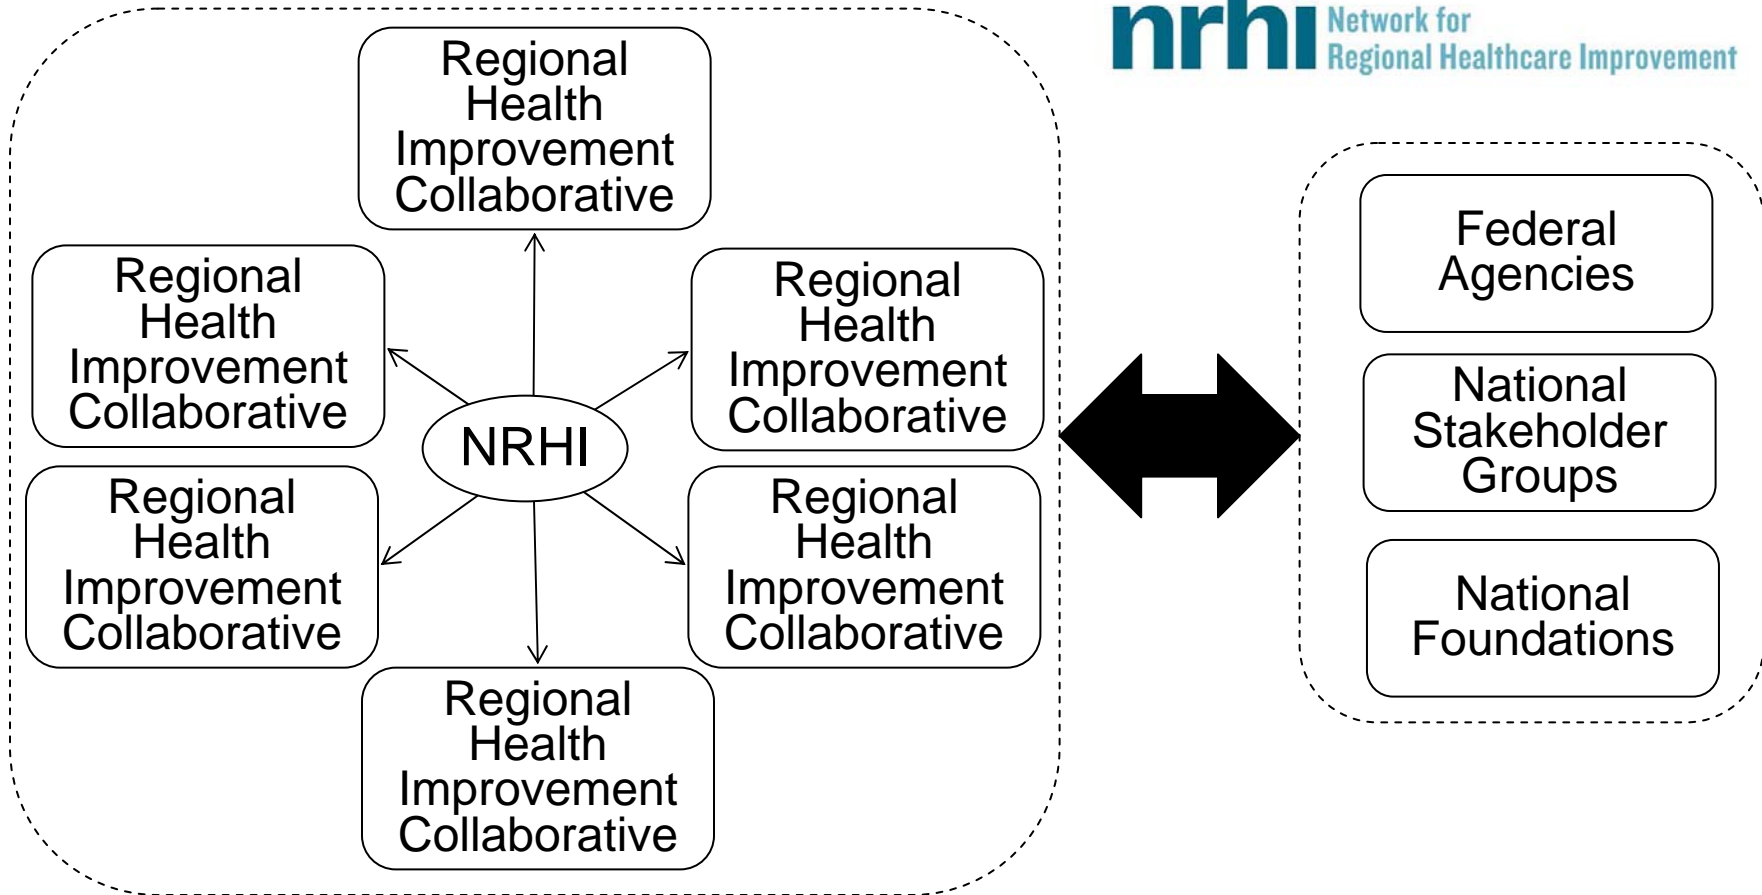 nrhi
Network for
Regional Healthcare Improvement
Regional
Health
Improvement
Collaborative
Regional
Health
Improvement
Collaborative
Regional
Health
Improvement
Collaborative
NRHI
Regional
Health
Improvement
Collaborative
Regional
Health
Improvement
Collaborative
Regional
Health
Improvement
Collaborative
Federal
Agencies
National
Stakeholder
Groups
National
Foundations